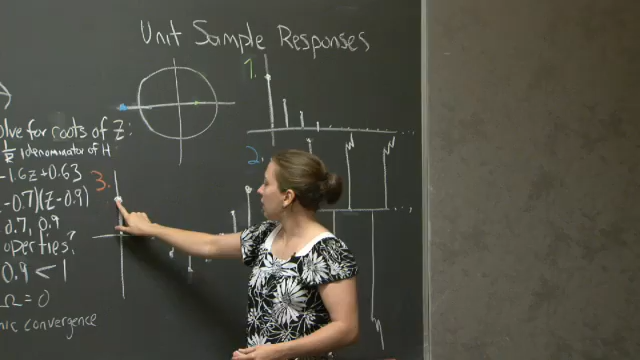 Unit Sample Responses
1.
olve for roots of Z:
denominator of H
2.
-1.6Z+0.63
3.
-0.7)(Z-0.9)
0.7, 0.9
operties?
0.9 < 1
Ω = 0
nic convergence